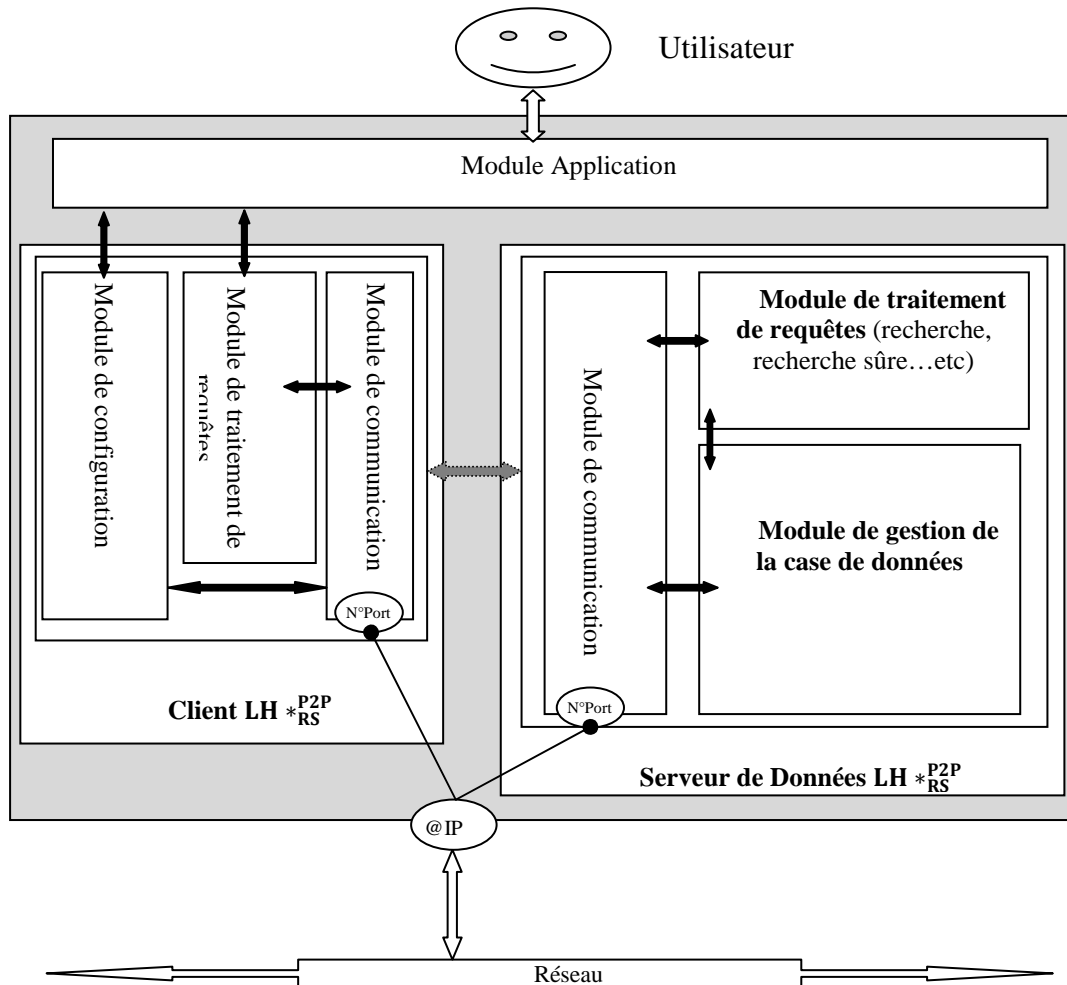 Utilisateur
Module Application
Module de configuration
Module de traitement de
requêtes
Module de communication
N°Port
Client LH *RS P2P
Module de communication
N°Port
Module de traitement
de requêtes (recherche,
recherche sûre…etc)
Module de gestion de
la case de données
Serveur de Données LH *RS P2P
@IP
Réseau